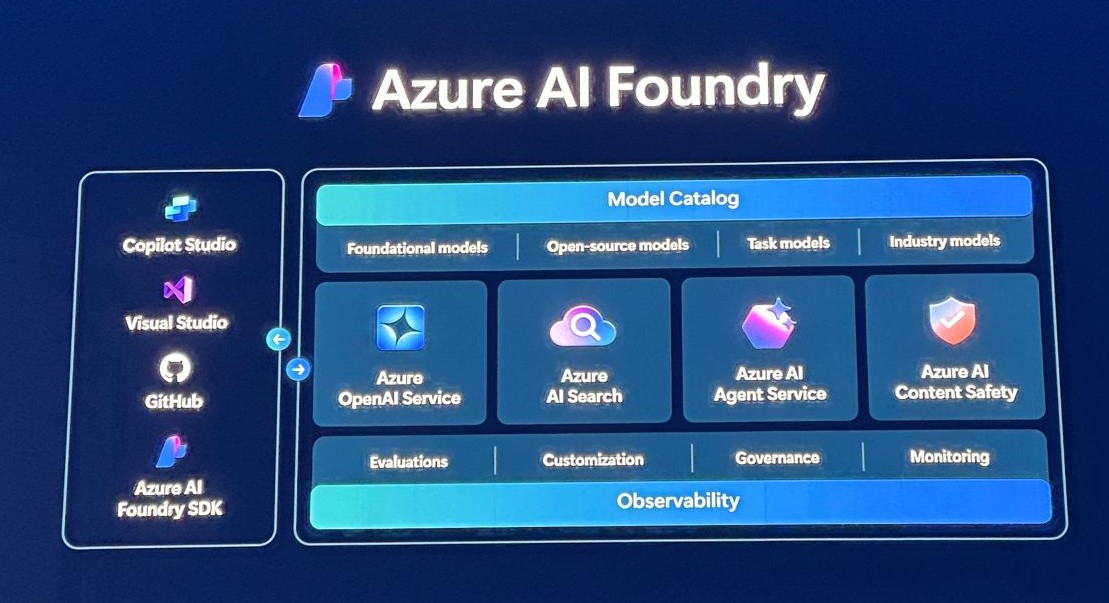 Azure AI Foundry
Copilot Studio
Visual Studio
GitHub
Azure AI
Foundry SDK
Model Catalog
Foundational models
Open-source models
Task models
Industry models
Azure
OpenAI Service
Azure
AI Search
Azure AI
Agent Service
Azure AI
Content Safety
Evaluations
Customization
Governance
Monitoring
Observability